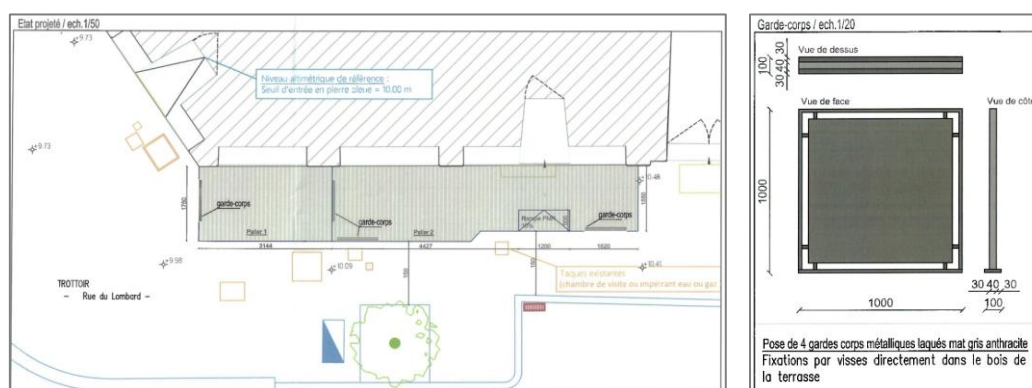 Etat projeté / ech.1/50
9.73
Niveau altimétrique de référence :
Seuil d'entrée en pierre bleue = 10.00 m
9.73
10.48
1760
garde-corps
garde-corps
garde-corps
Palier 1
Palier 2
Rampe PMR
3144
4427
1200
1520
9.98
10.09
150
150
10.41
Taques existantes
(chambre de visite ou impétrant eau ou gaz
TROTTOIR
- Rue du Lombard -
Garde-corps / ech.1/20
Vue de dessus
100
30 40 30
Vue de face
Vue de côt
1000
1000
30 40 30
100
Pose de 4 gardes corps métalliques laqués mat gris anthracite
Fixations par visses directement dans le bois de
la terrasse